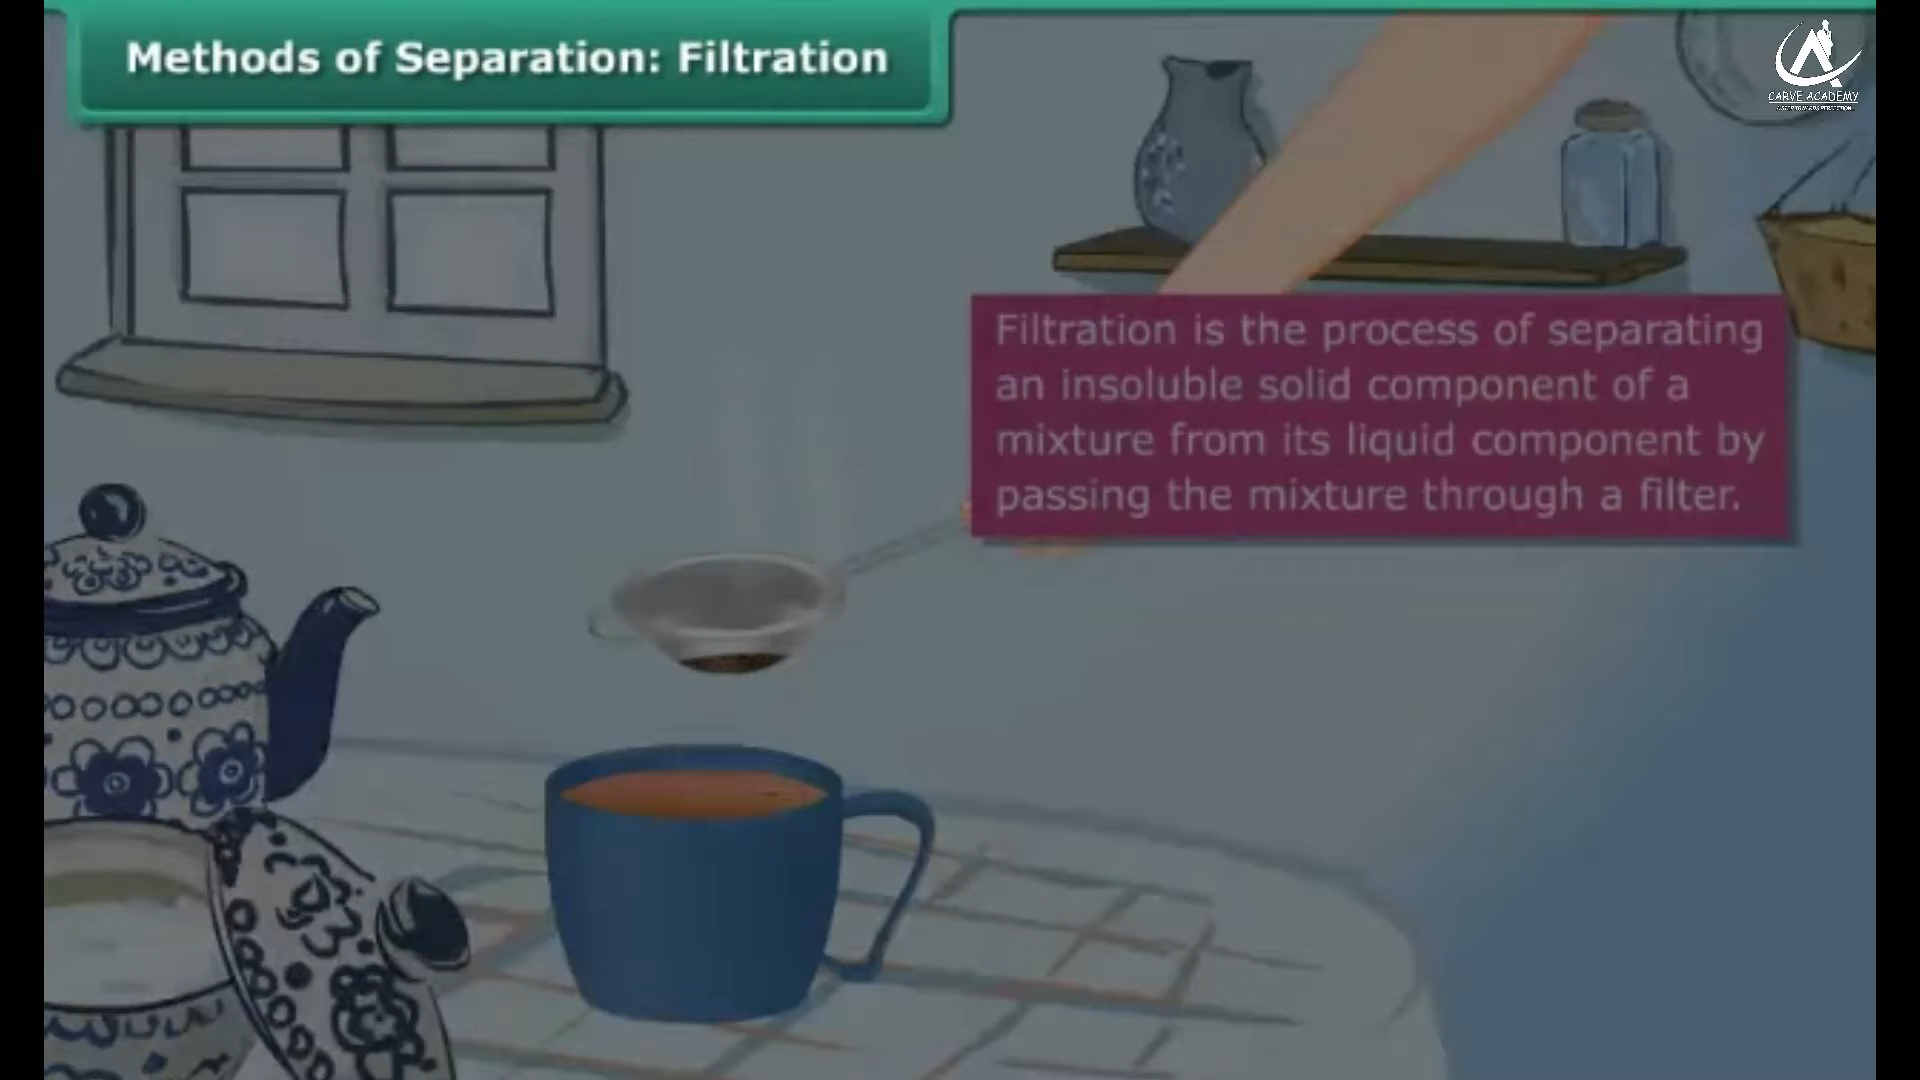 Methods of Separation: Filtration
CARVE ACADEMY
Filtration is the process of separating
an insoluble solid component of a
mixture from its liquid component by
passing the mixture through a filter.